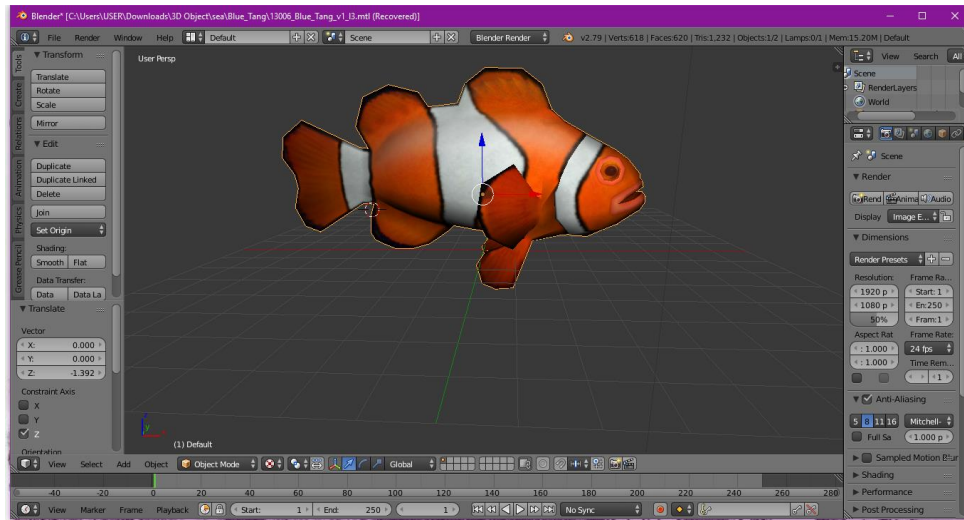 Blender* [C:\Users\USER\Downloads\3D Object\sea\Blue_Tang\13006_Blue_Tang_v1_l3.mtl (Recovered)]
File Render Window Help Default Scene Blender Render v2.79 | Verts:618 | Faces:620 | Tris:1,232 | Objects:1/2 | Lamps:0/1 | Mem:15.20M | Default
Tools
Create
Relations
Animation
Physics
Grease Pencil
Transform
Translate
Rotate
Scale
Mirror
Edit
Duplicate
Duplicate Linked
Delete
Join
Set Origin
Shading:
Smooth Flat
Data Transfer:
Data Data La
Translate
Vector
X: 0.000
Y: 0.000
Z: -1.392
Constraint Axis
X
Y
Z
Orientation
User Persp
(1) Default
View Search All
Scene
RenderLayers
World
Scene
Render
Rend Anima Audio
Display Image E...
Dimensions
Render Presets
Resolution: Frame Ra...
1920 p Start: 1
1080 p En:250
50% Fram:1
Aspect Rat Frame Rate:
: 1.000 24 fps
: 1.000 Time Rem...
1
Anti-Aliasing
5 8 11 16 Mitchell-
Full Sa 1.000 p
Sampled Motion Blur
Shading
Performance
Post Processing
View Select Add Object Object Mode Global
-40 -20 0 20 40 60 80 100 120 140 160 180 200 220 240 260 280
View Marker Frame Playback Start: 1 End: 250 1 No Sync